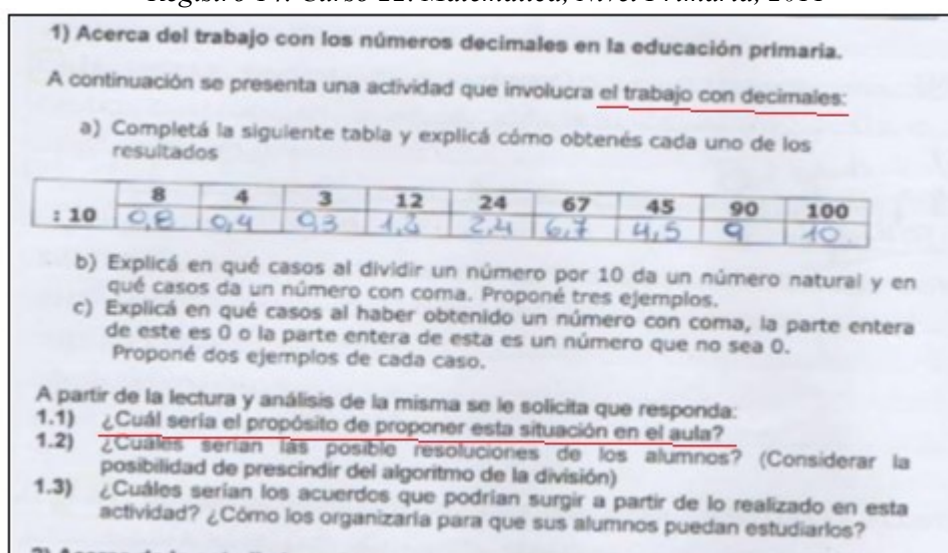 Registro 14. Curso 22. Matemática, Nivel Primaria, 2011
1) Acerca del trabajo con los números decimales en la educación primaria.
A continuación se presenta una actividad que involucra el trabajo con decimales:
a) Completá la siguiente tabla y explicá cómo obtenés cada uno de los
resultados
8 4 3 12 24 67 45 90 100
: 10 0,8 0,4 0,3 2,4 6,7 4,5 9 10
b) Explicá en qué casos al dividir un número por 10 da un número natural y en
qué casos da un número con coma. Proponé tres ejemplos.
c) Explicá en qué casos al haber obtenido un número con coma, la parte entera
de este es 0 o la parte entera de esta es un número que no sea 0.
Proponé dos ejemplos de cada caso.
A partir de la lectura y análisis de la misma se le solicita que responda:
1.1) ¿Cuál sería el propósito de proponer esta situación en el aula?
1.2) ¿Cuáles serían las posible resoluciones de los alumnos? (Considerar la
posibilidad de prescindir del algoritmo de la división)
1.3) ¿Cuáles serían los acuerdos que podrían surgir a partir de lo realizado en esta
actividad? ¿Cómo los organizaría para que sus alumnos puedan estudiarlos?